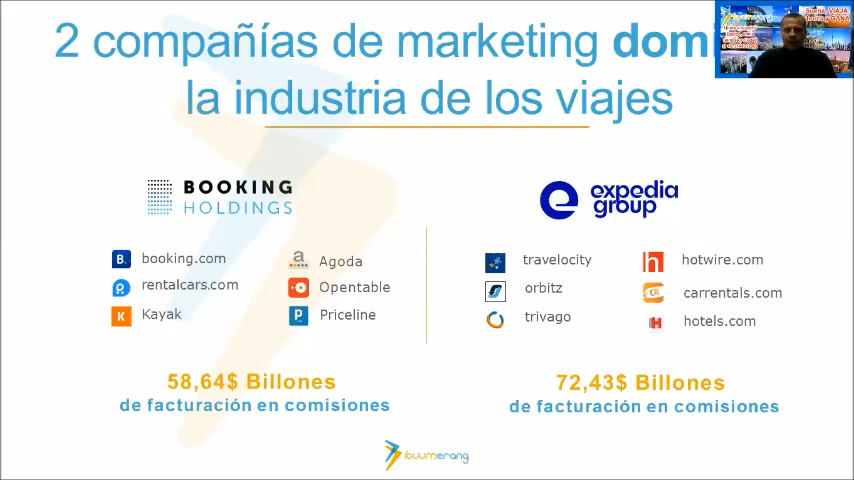 2 compañías de marketing domi
la industria de los viajes
BOOKING
HOLDINGS
expedia
group
booking.com
rentalcars.com
Kayak
Agoda
Opentable
Priceline
travelocity
orbitz
trivago
hotwire.com
carrentals.com
hotels.com
58,64$ Billones
de facturación en comisiones
72,43$ Billones
de facturación en comisiones
ibuumerang